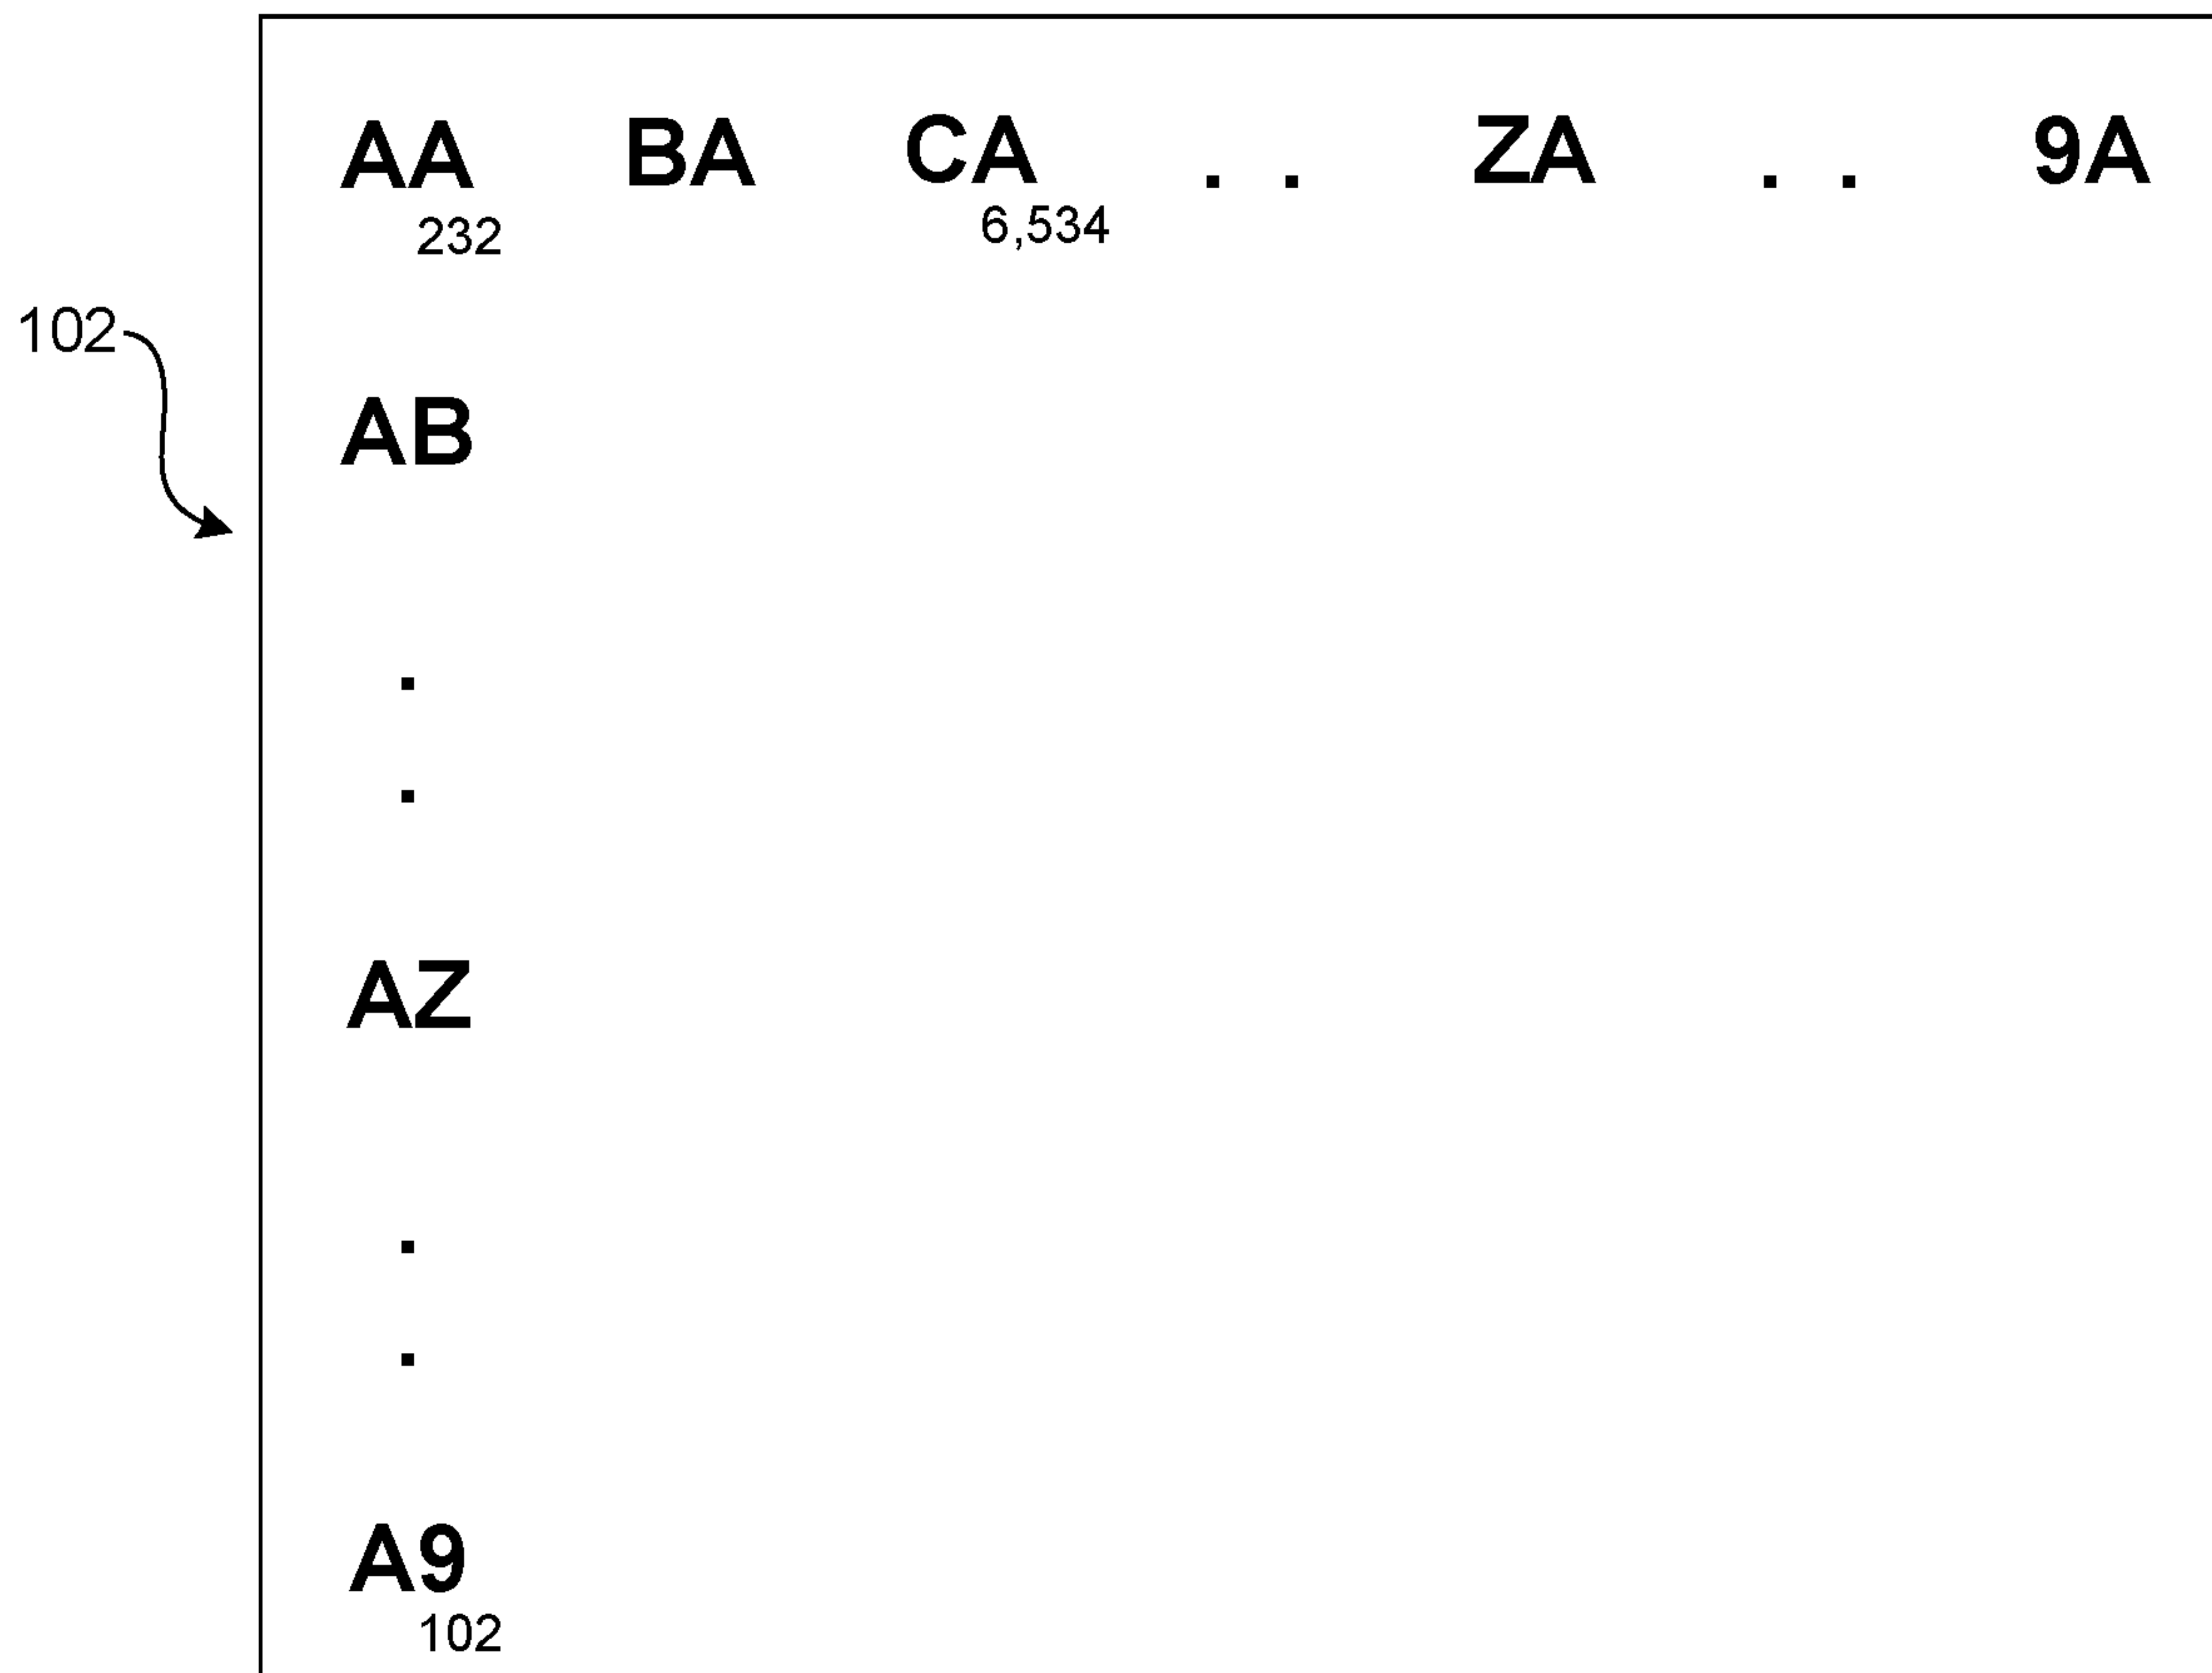 AA BA CA . . ZA . . 9A
232 6,534
102
AB
.
.
AZ
.
.
A9
102